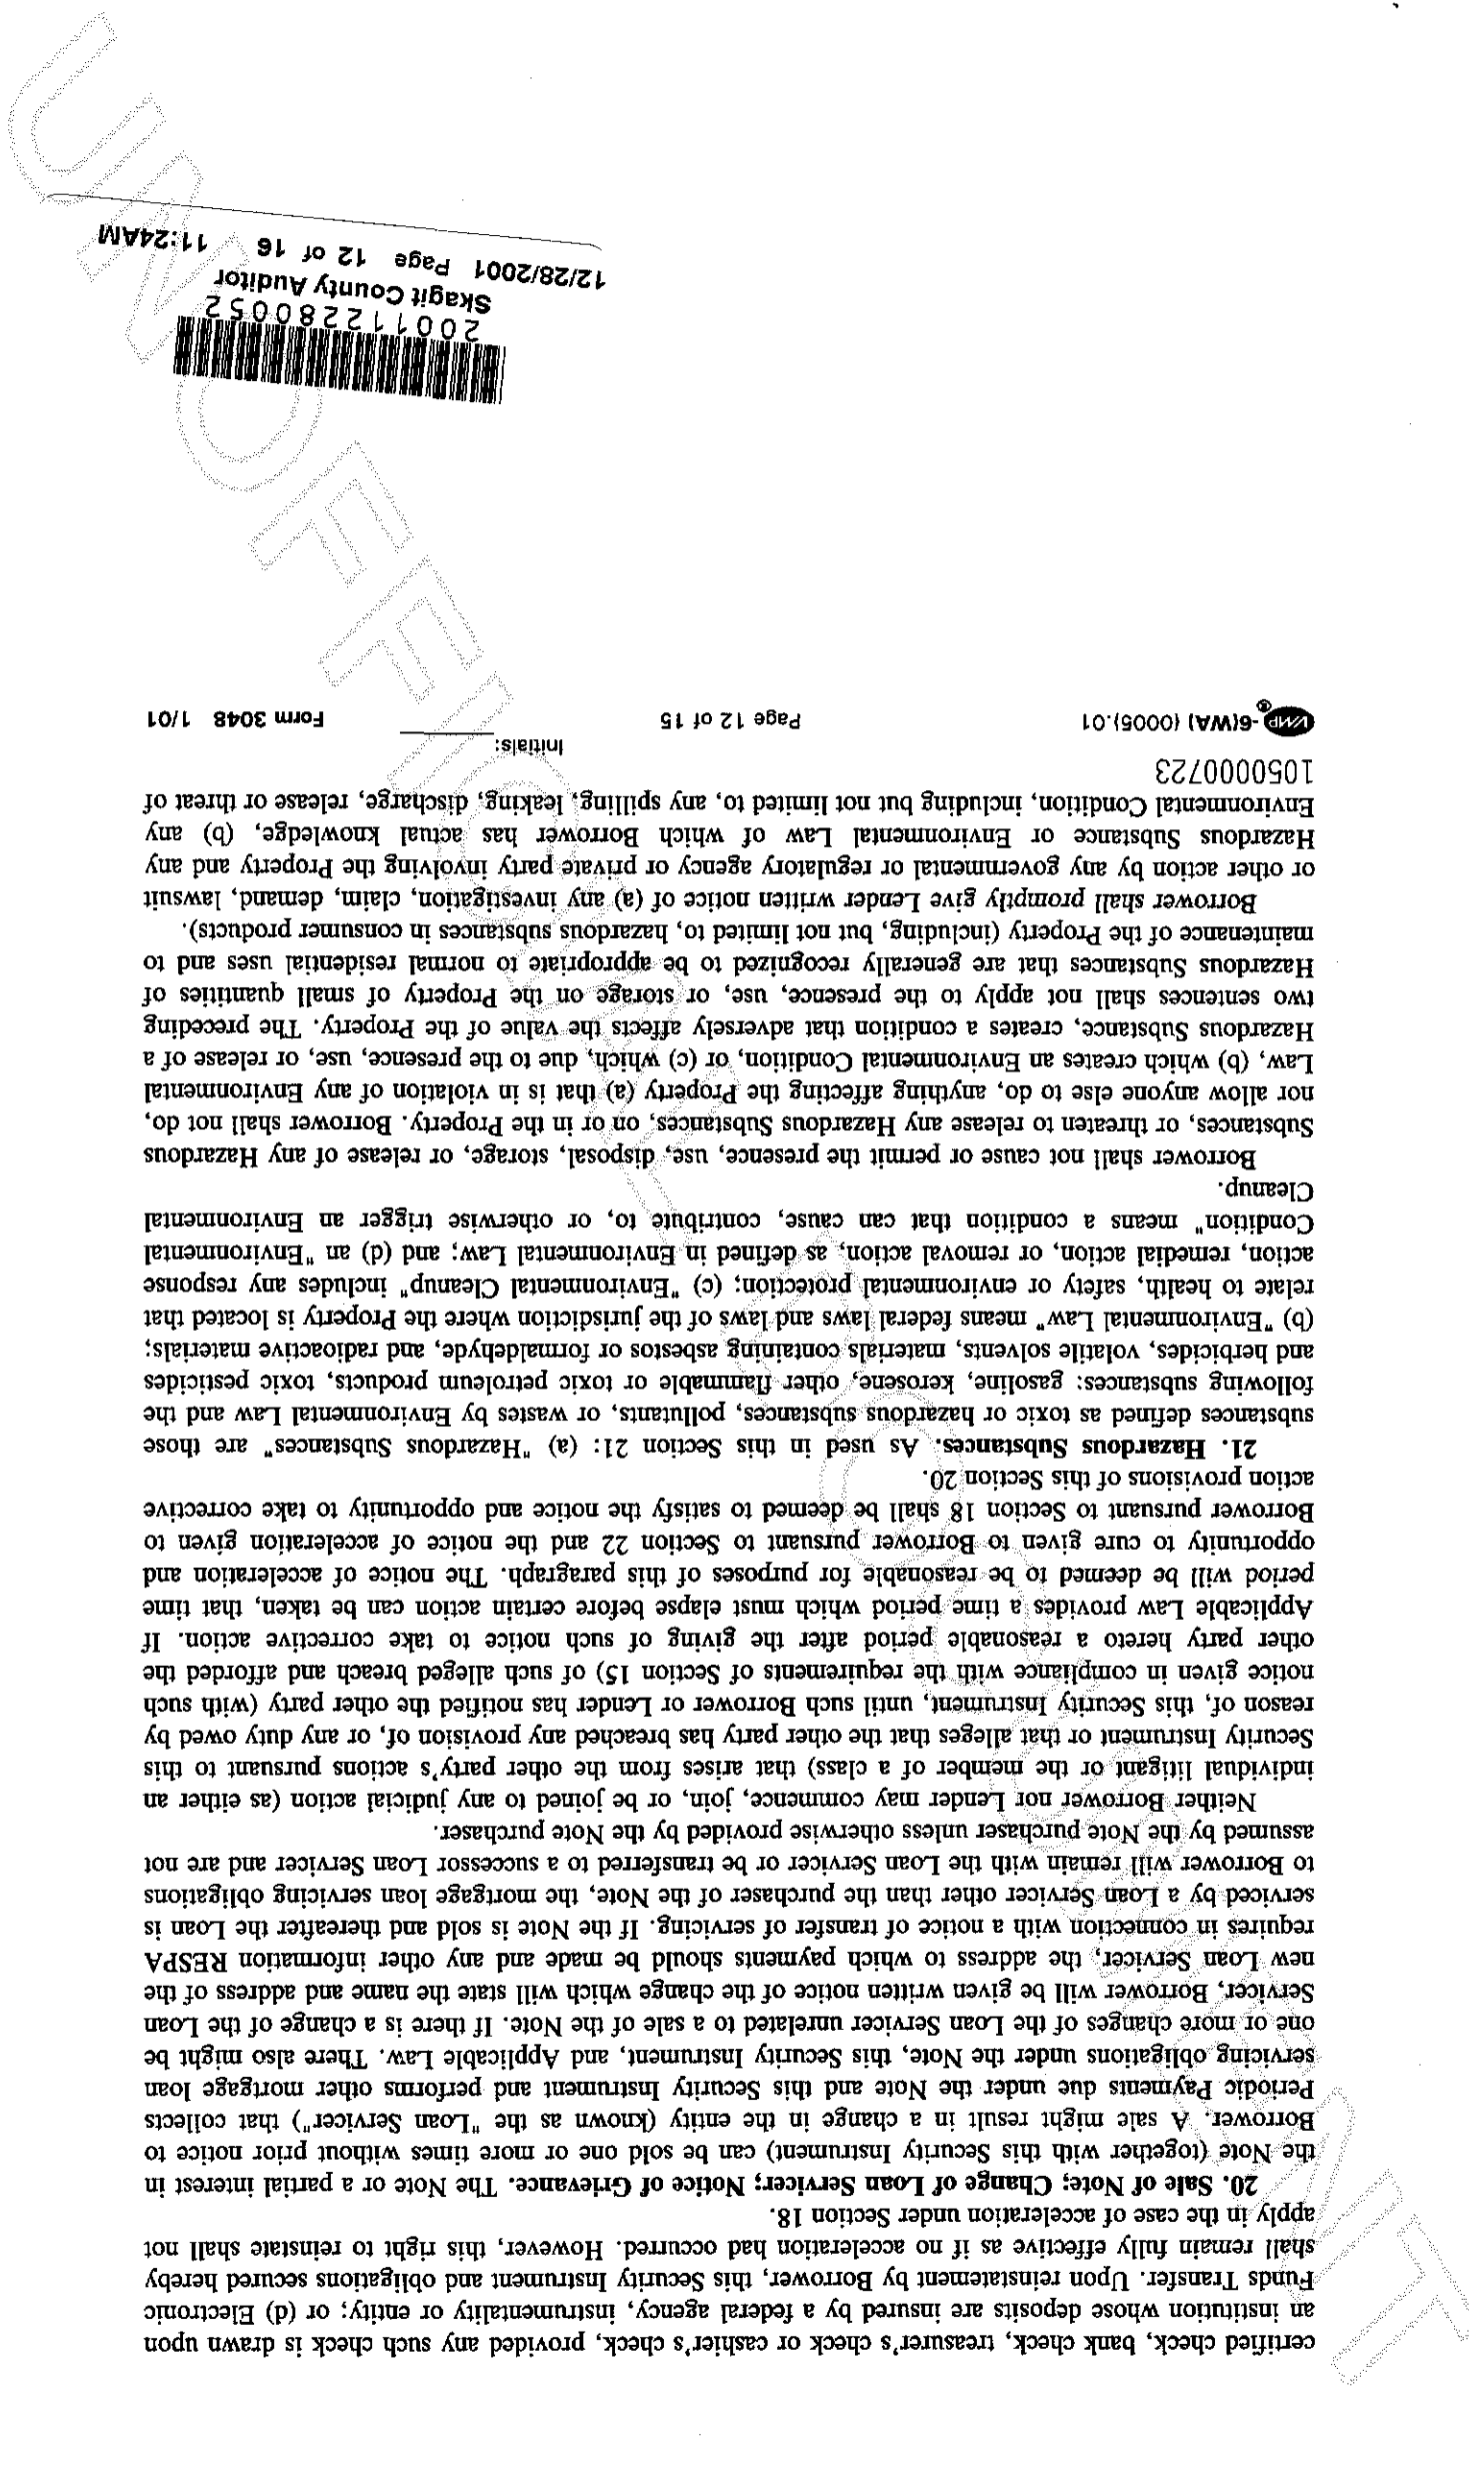 certified check, bank check, treasurer's check or cashier's check, provided any such check is drawn upon
an institution whose deposits are insured by a federal agency, instrumentality or entity; or (d) Electronic
Funds Transfer. Upon reinstatement by Borrower, this Security Instrument and obligations secured hereby
shall remain fully effective as if no acceleration had occurred. However, this right to reinstate shall not
apply in the case of acceleration under Section 18.
20. Sale of Note; Change of Loan Servicer; Notice of Grievance. The Note or a partial interest in
the Note (together with this Security Instrument) can be sold one or more times without prior notice to
Borrower. A sale might result in a change in the entity (known as the "Loan Servicer") that collects
Periodic Payments due under the Note and this Security Instrument and performs other mortgage loan
servicing obligations under the Note, this Security Instrument, and Applicable Law. There also might be
one or more changes of the Loan Servicer unrelated to a sale of the Note. If there is a change of the Loan
Servicer, Borrower will be given written notice of the change which will state the name and address of the
new Loan Servicer, the address to which payments should be made and any other information RESPA
requires in connection with a notice of transfer of servicing. If the Note is sold and thereafter the Loan is
serviced by a Loan Servicer other than the purchaser of the Note, the mortgage loan servicing obligations
to Borrower will remain with the Loan Servicer or be transferred to a successor Loan Servicer and are not
assumed by the Note purchaser unless otherwise provided by the Note purchaser.
Neither Borrower nor Lender may commence, join, or be joined to any judicial action (as either an
individual litigant or the member of a class) that arises from the other party's actions pursuant to this
Security Instrument or that alleges that the other party has breached any provision of, or any duty owed by
reason of, this Security Instrument, until such Borrower or Lender has notified the other party (with such
notice given in compliance with the requirements of Section 15) of such alleged breach and afforded the
other party hereto a reasonable period after the giving of such notice to take corrective action. If
Applicable Law provides a time period which must elapse before certain action can be taken, that time
period will be deemed to be reasonable for purposes of this paragraph. The notice of acceleration and
opportunity to cure given to Borrower pursuant to Section 22 and the notice of acceleration given to
Borrower pursuant to Section 18 shall be deemed to satisfy the notice and opportunity to take corrective
action provisions of this Section 20.
21. Hazardous Substances. As used in this Section 21: (a) "Hazardous Substances" are those
substances defined as toxic or hazardous substances, pollutants, or wastes by Environmental Law and the
following substances: gasoline, kerosene, other flammable or toxic petroleum products, toxic pesticides
and herbicides, volatile solvents, materials containing asbestos or formaldehyde, and radioactive materials;
(b) "Environmental Law" means federal laws and laws of the jurisdiction where the Property is located that
relate to health, safety or environmental protection; (c) "Environmental Cleanup" includes any response
action, remedial action, or removal action, as defined in Environmental Law; and (d) an "Environmental
Condition" means a condition that can cause, contribute to, or otherwise trigger an Environmental
Cleanup.
Borrower shall not cause or permit the presence, use, disposal, storage, or release of any Hazardous
Substances, or threaten to release any Hazardous Substances, on or in the Property. Borrower shall not do,
nor allow anyone else to do, anything affecting the Property (a) that is in violation of any Environmental
Law, (b) which creates an Environmental Condition, or (c) which, due to the presence, use, or release of a
Hazardous Substance, creates a condition that adversely affects the value of the Property. The preceding
two sentences shall not apply to the presence, use, or storage on the Property of small quantities of
Hazardous Substances that are generally recognized to be appropriate to normal residential uses and to
maintenance of the Property (including, but not limited to, hazardous substances in consumer products).
Borrower shall promptly give Lender written notice of (a) any investigation, claim, demand, lawsuit
or other action by any governmental or regulatory agency or private party involving the Property and any
Hazardous Substance or Environmental Law of which Borrower has actual knowledge, (b) any
Environmental Condition, including but not limited to, any spilling, leaking, discharge, release or threat of
1050000723
Initials:
VMP-6(WA) (0005).01 Page 12 of 15 Form 3048 1/01
200112280052
Skagit County Auditor
12/28/2001 Page 12 of 16 11:24AM
UNOFFICIAL DOCUMENT